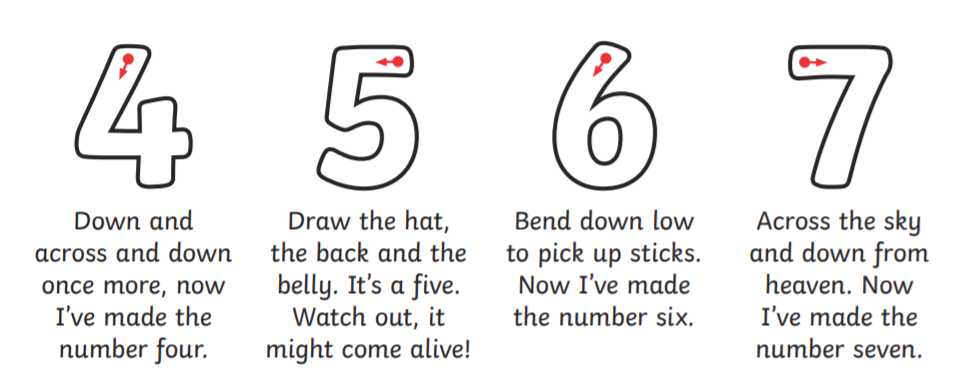 4
5
6
7
Down and
across and down
once more, now
I've made the
number four.
Draw the hat,
the back and the
belly. It's a five.
Watch out, it
might come alive!
Bend down low
to pick up sticks.
Now I've made
the number six.
Across the sky
and down from
heaven. Now
I've made the
number seven.